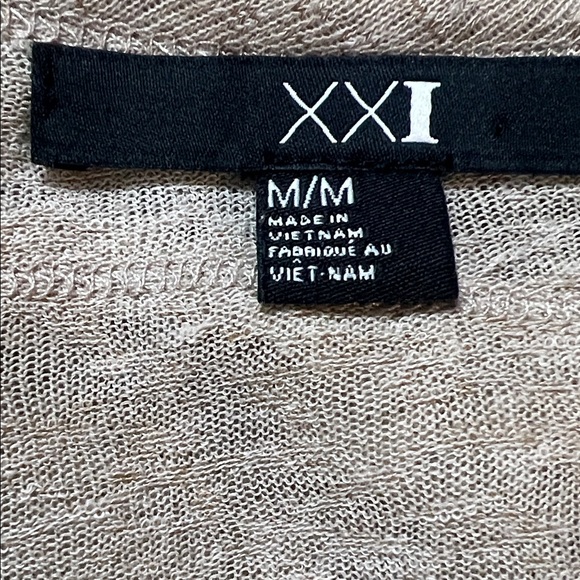 XXI
M/M
MADE IN
VIETNAM
FABRIQUÉ AU
VIÊT-NAM